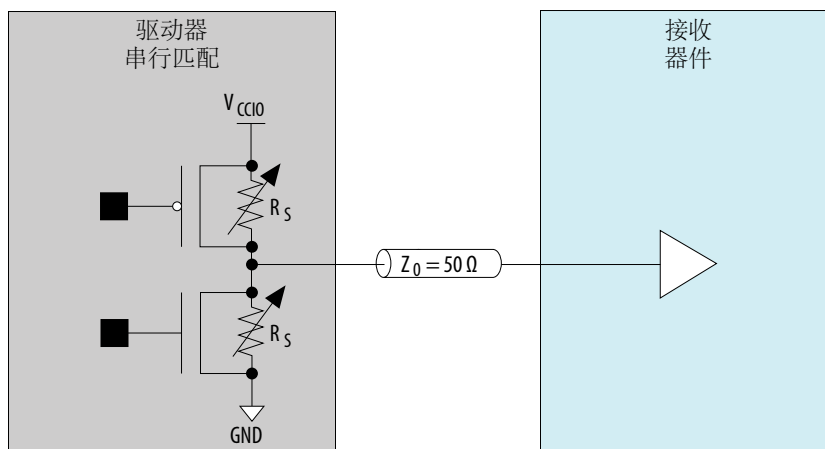 驱动器
串行匹配
接收
器件
V CCIO
R S
Z 0 = 50 Ω
R S
GND